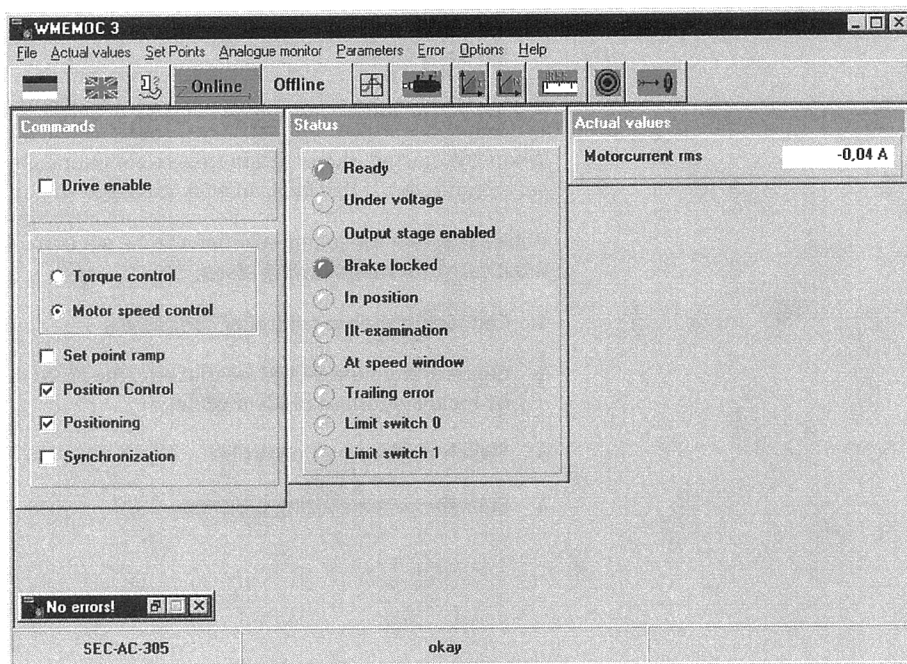 WMEMOC 3
File Actual values Set Points Analogue monitor Parameters Error Options Help
Online Offline
Commands
Drive enable
Torque control
Motor speed control
Set point ramp
Position Control
Positioning
Synchronization
Status
Ready
Under voltage
Output stage enabled
Brake locked
In position
IIt-examination
At speed window
Trailing error
Limit switch 0
Limit switch 1
Actual values
Motorcurrent rms -0,04 A
No errors!
SEC-AC-305 okay